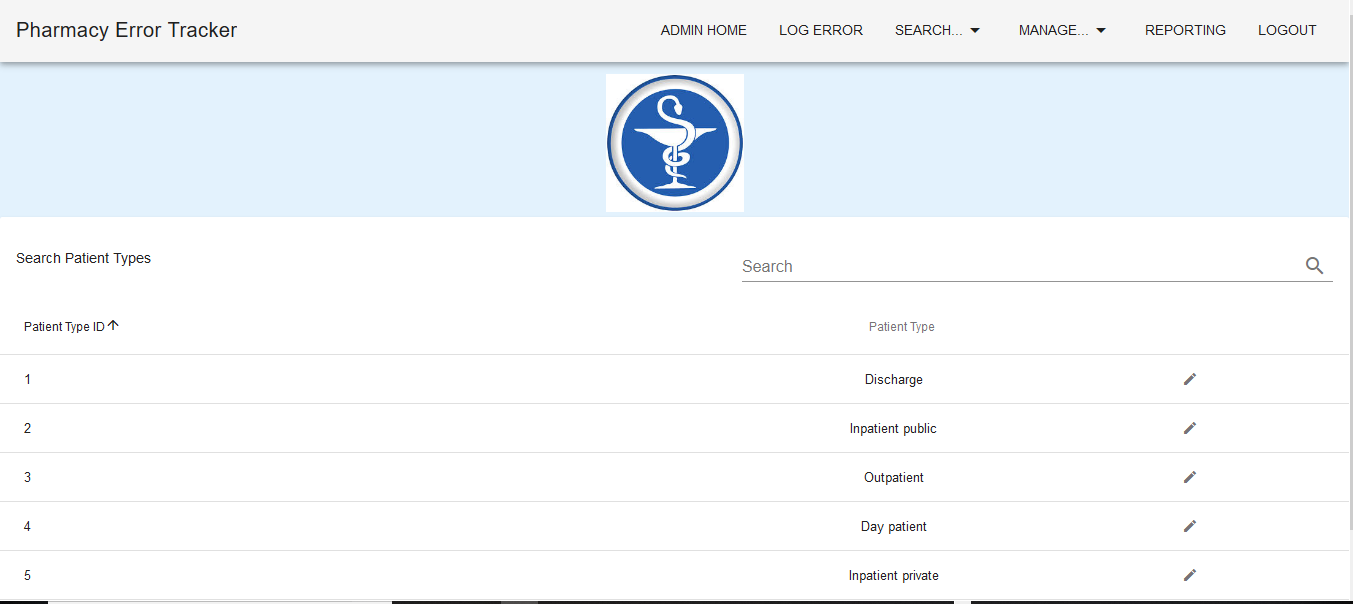 Pharmacy Error Tracker ADMIN HOME LOG ERROR SEARCH... MANAGE... REPORTING LOGOUT
Search Patient Types
Search
Patient Type ID Patient Type
1 Discharge
2 Inpatient public
3 Outpatient
4 Day patient
5 Inpatient private